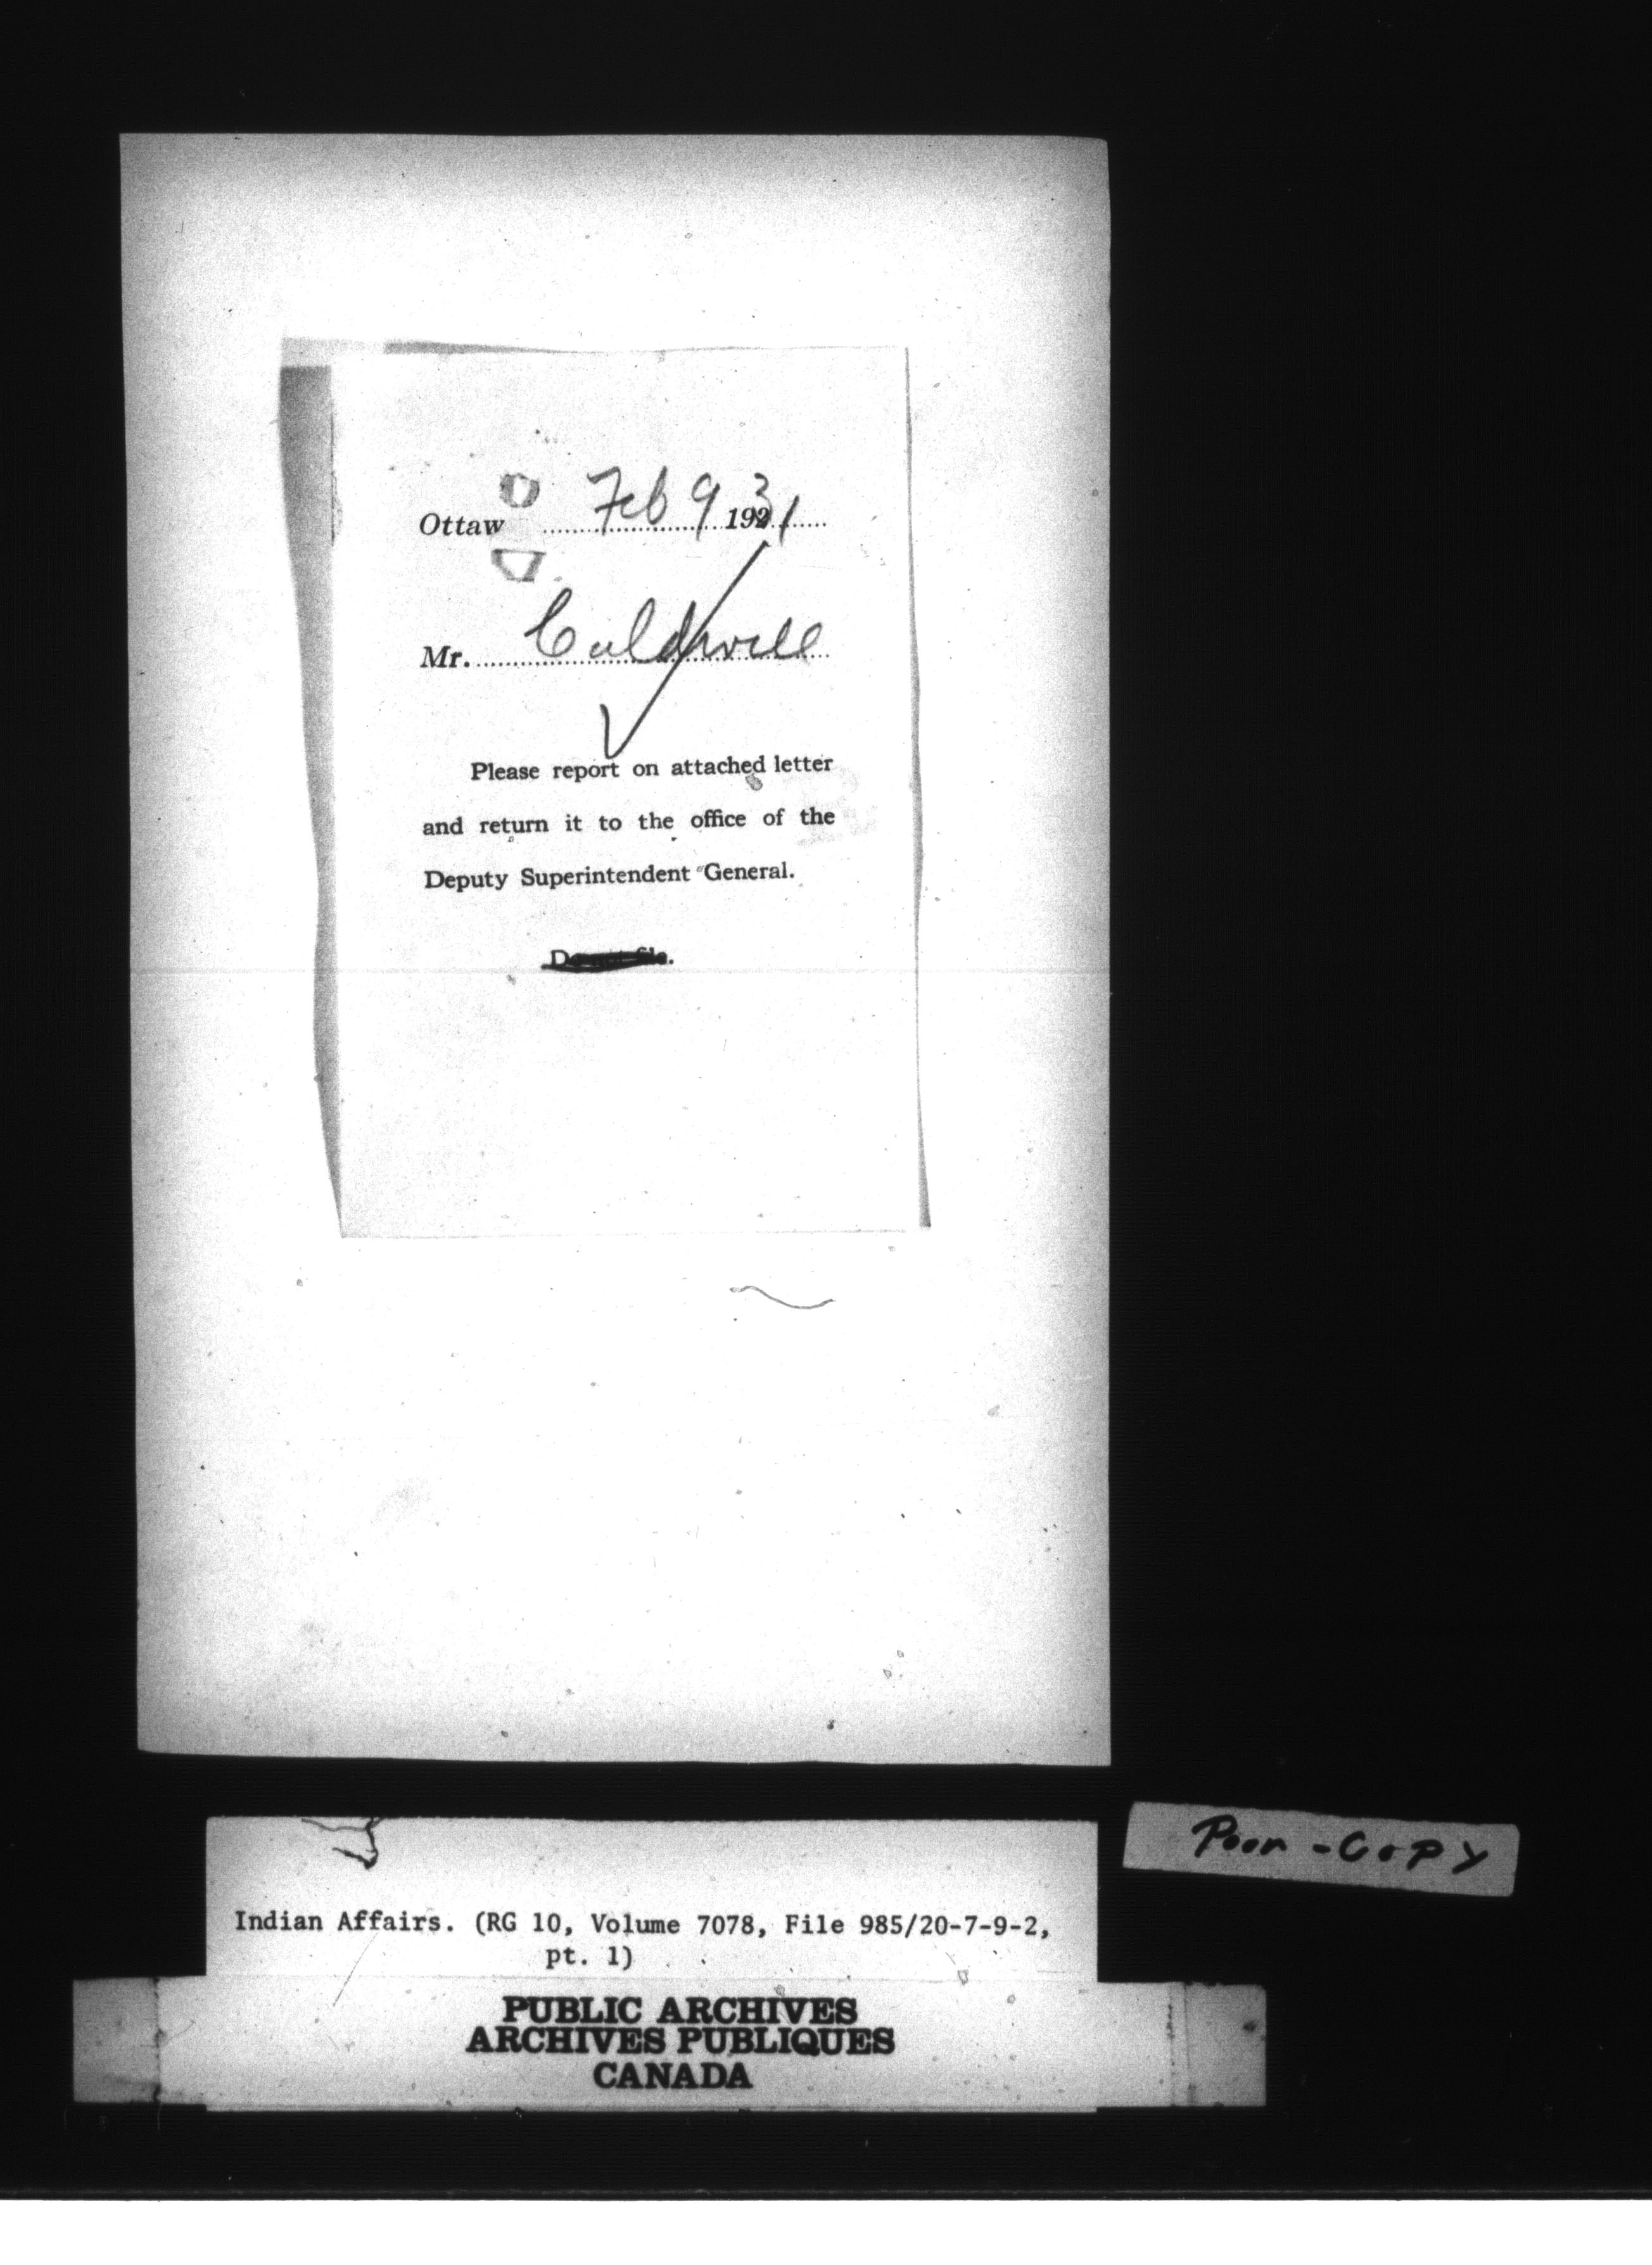 Ottaw Feb 9 1931
Mr. Caldwell
Please report on attached letter
and return it to the office of the
Deputy Superintendent General.
Poor - Copy
Indian Affairs. (RG 10, Volume 7078, File 985/20-7-9-2,
pt. 1)
PUBLIC ARCHIVES
ARCHIVES PUBLIQUES
CANADA